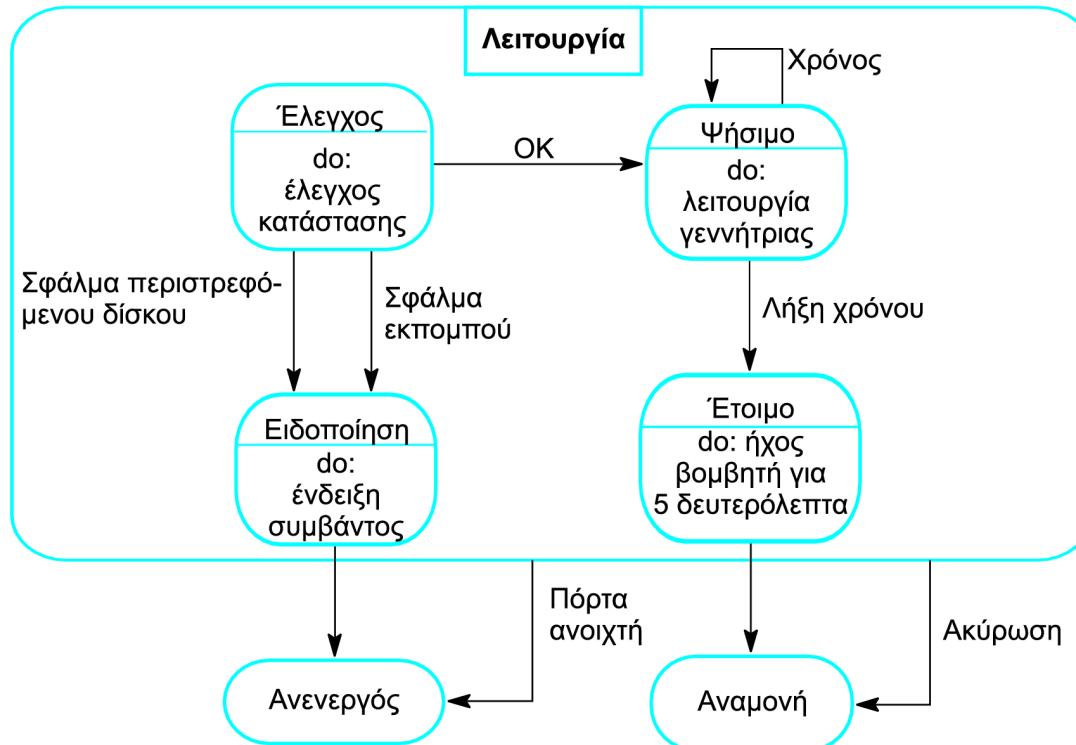 Λειτουργία
Χρόνος
Έλεγχος
do:
έλεγχος
κατάστασης
OK
Ψήσιμο
do:
λειτουργία
γεννήτριας
Σφάλμα περιστρεφό-
μενου δίσκου
Σφάλμα
εκπομπού
Λήξη χρόνου
Ειδοποίηση
do:
ένδειξη
συμβάντος
Έτοιμο
do: ήχος
βομβητή για
5 δευτερόλεπτα
Πόρτα
ανοιχτή
Ακύρωση
Ανενεργός
Αναμονή